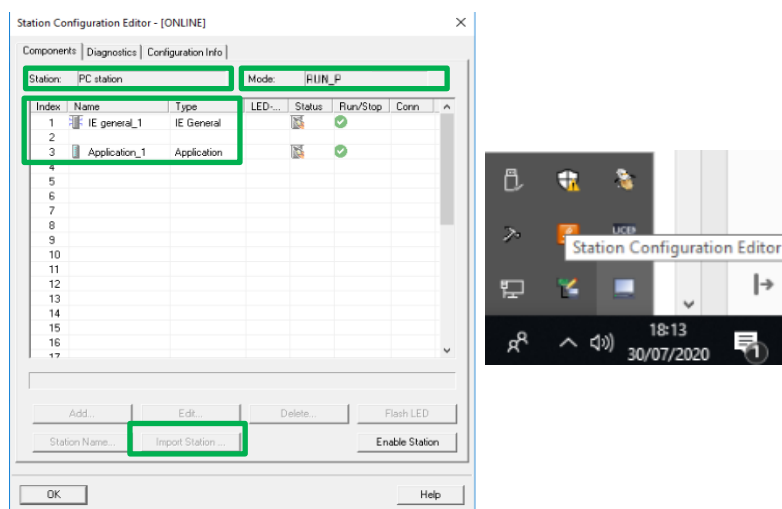 Station Configuration Editor - [ONLINE]
Components Diagnostics Configuration Info
Station: PC station Mode: RUN_P
Index Name Type LED-... Status Run/Stop Conn
1 IE general_1 IE General
2
3 Application_1 Application
4
5
6
7
8
9
10
11
12
13
14
15
16
17
Add... Edit... Delete... Flash LED
Station Name... Import Station ... Enable Station
OK Help
Station Configuration Editor
18:13
30/07/2020
1